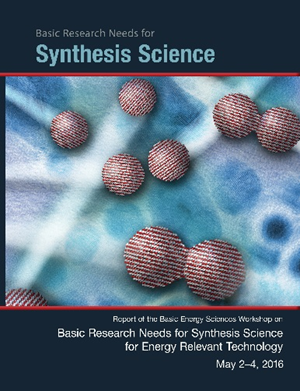 Basic Research Needs for
Synthesis Science
Report of the Basic Energy Sciences Workshop on
Basic Research Needs for Synthesis Science
for Energy Relevant Technology
May 2–4, 2016